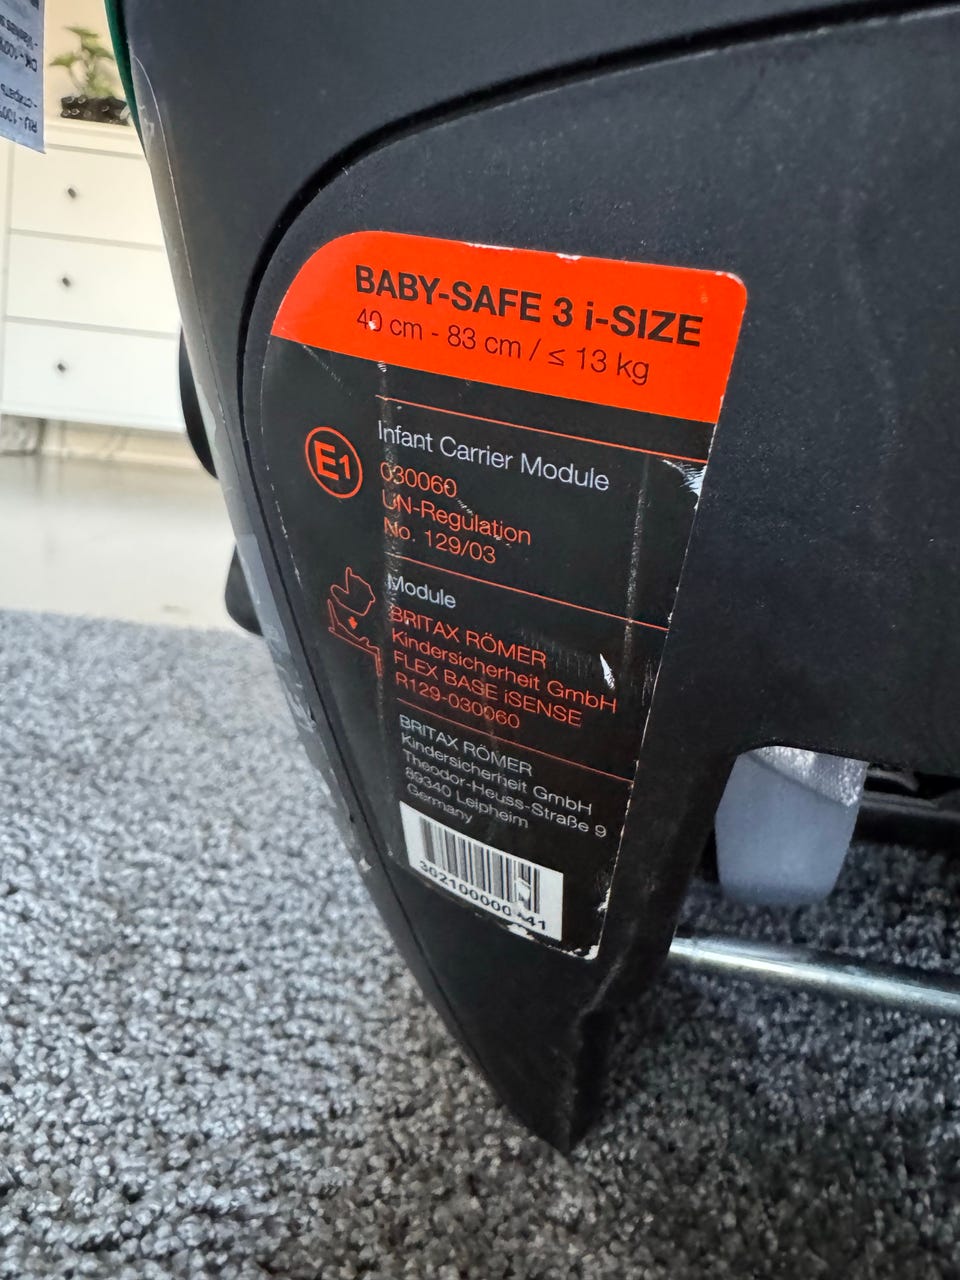 BABY-SAFE 3 i-SIZE
40 cm - 83 cm / ≤ 13 kg
Infant Carrier Module
E1
030060
UN-Regulation
No. 129/03
Module
BRITAX RÖMER
Kindersicherheit GmbH
FLEX BASE iSENSE
R129-030060
BRITAX RÖMER
Kindersicherheit GmbH
Theodor-Heuss-Straße 9
89340 Leipheim
Germany